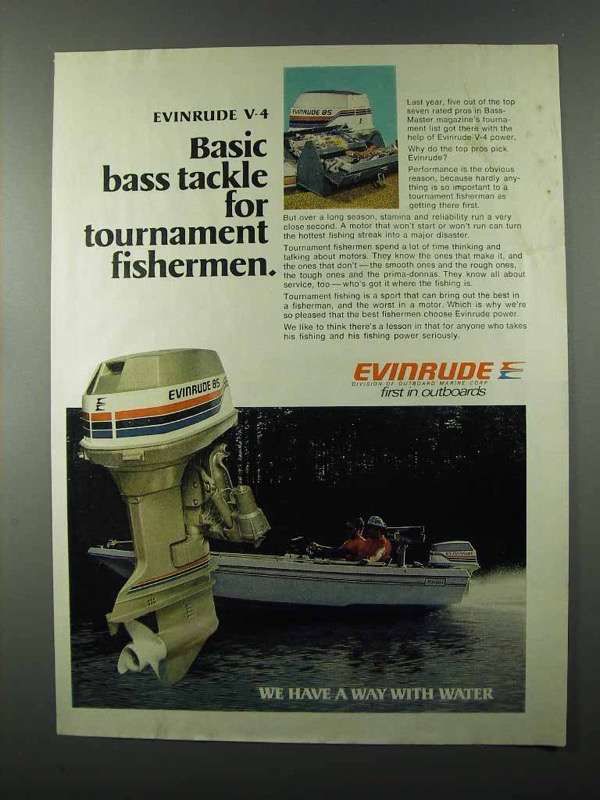 EVINRUDE V-4
Basic
bass tackle
for
tournament
fishermen.
EVINRUDE 85
Last year, five out of the top
seven rated pros in Bass-
Master magazine's tourna-
ment list got there with the
help of Evinrude V-4 power.
Why do the top pros pick
Evinrude?
Performance is the obvious
reason, because hardly any-
thing is so important to a
tournament fisherman as
getting there first.
But over a long season, stamina and reliability run a very
close second. A motor that won't start or won't run can turn
the hottest fishing streak into a major disaster.
Tournament fishermen spend a lot of time thinking and
talking about motors. They know the ones that make it, and
the ones that don't—the smooth ones and the rough ones,
the tough ones and the prima-donnas. They know all about
service, too—who's got it where the fishing is.
Tournament fishing is a sport that can bring out the best in
a fisherman, and the worst in a motor. Which is why we're
so pleased that the best fishermen choose Evinrude power.
We like to think there's a lesson in that for anyone who takes
his fishing and his fishing power seriously.
EVINRUDE
DIVISION OF OUTBOARD MARINE CORP
first in outboards
EVINRUDE 85
WE HAVE A WAY WITH WATER